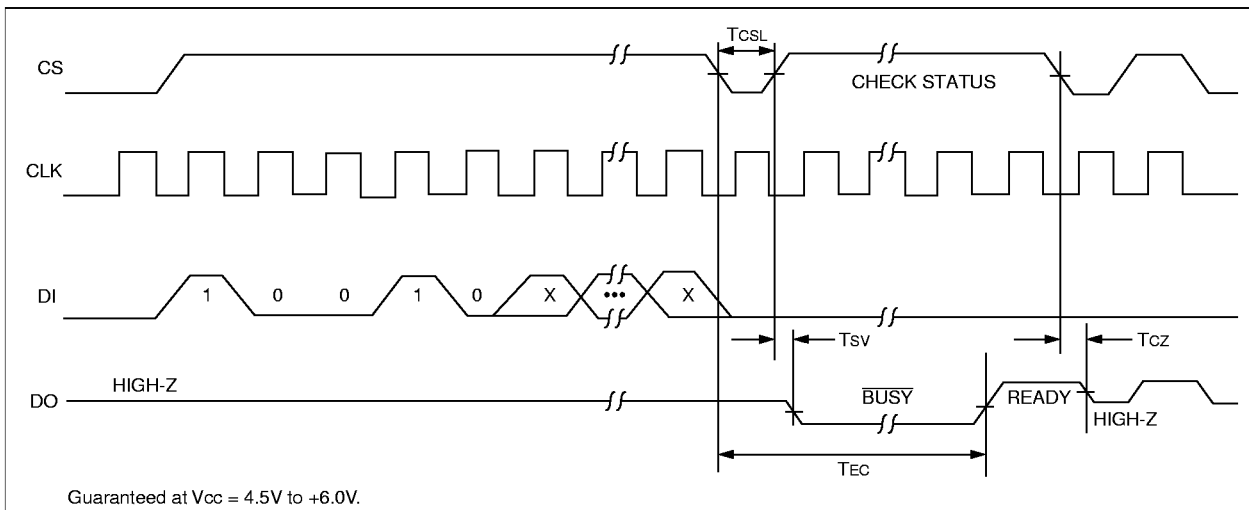 TCSL
CS
CHECK STATUS
CLK
DI 1 0 0 1 0 X ••• X
TSV
TCZ
HIGH-Z
DO
BUSY
READY
HIGH-Z
TEC
Guaranteed at Vcc = 4.5V to +6.0V.